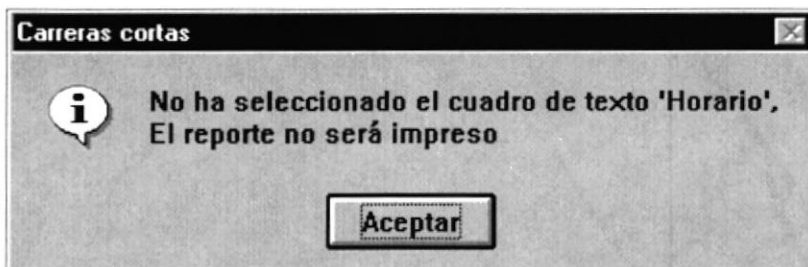 Carreras cortas
No ha seleccionado el cuadro de texto 'Horario',
El reporte no será impreso
Aceptar